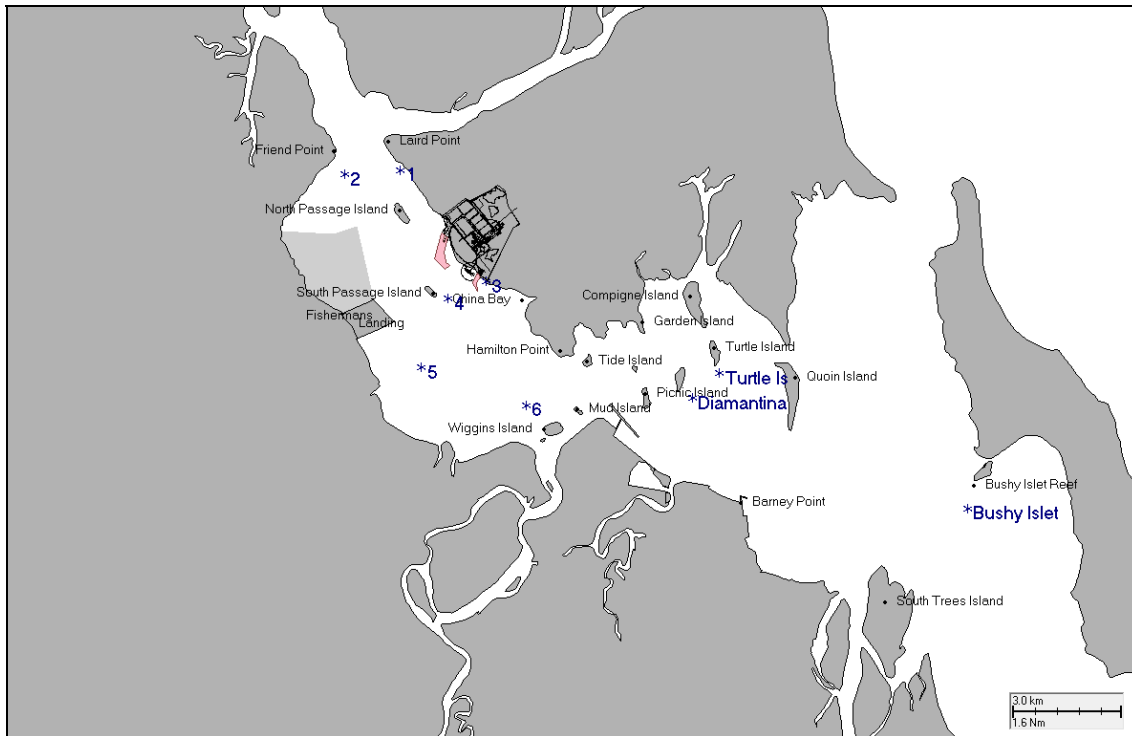 Laird Point
Friend Point
*1
*2
North Passage Island
*3
South Passage Island
*4
China Bay
Compigne Island
Fishermans
Landing
Garden Island
Hamilton Point
Turtle Island
Tide Island
*5
*Turtle Is
Quoin Island
Picnic Island
*Diamantina
*6
Mud Island
Wiggins Island
Bushy Islet Reef
Barney Point
*Bushy Islet
South Trees Island
3.0 km
1.6 Nm